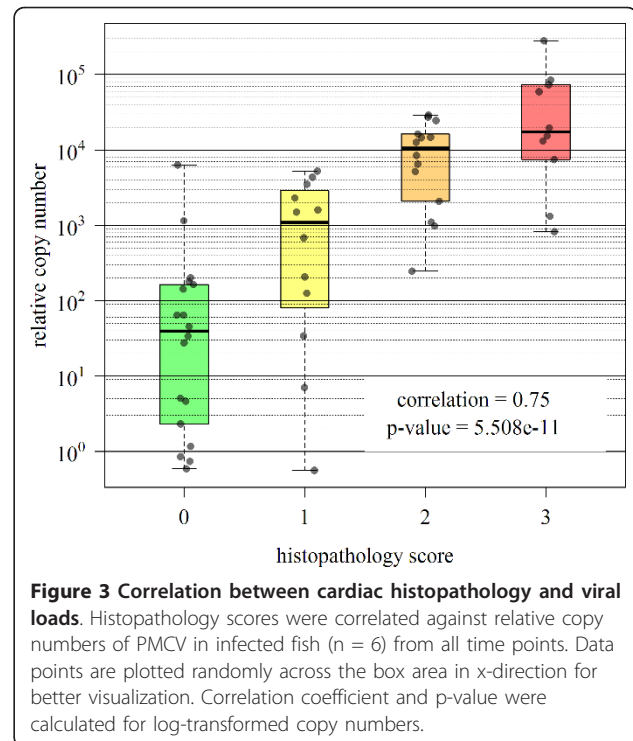 10^5
10^4
10^3
10^2
10^1
10^0
relative copy number
correlation = 0.75
p-value = 5.508e-11
0 1 2 3
histopathology score
Figure 3 Correlation between cardiac histopathology and viral
loads. Histopathology scores were correlated against relative copy
numbers of PMCV in infected fish (n = 6) from all time points. Data
points are plotted randomly across the box area in x-direction for
better visualization. Correlation coefficient and p-value were
calculated for log-transformed copy numbers.